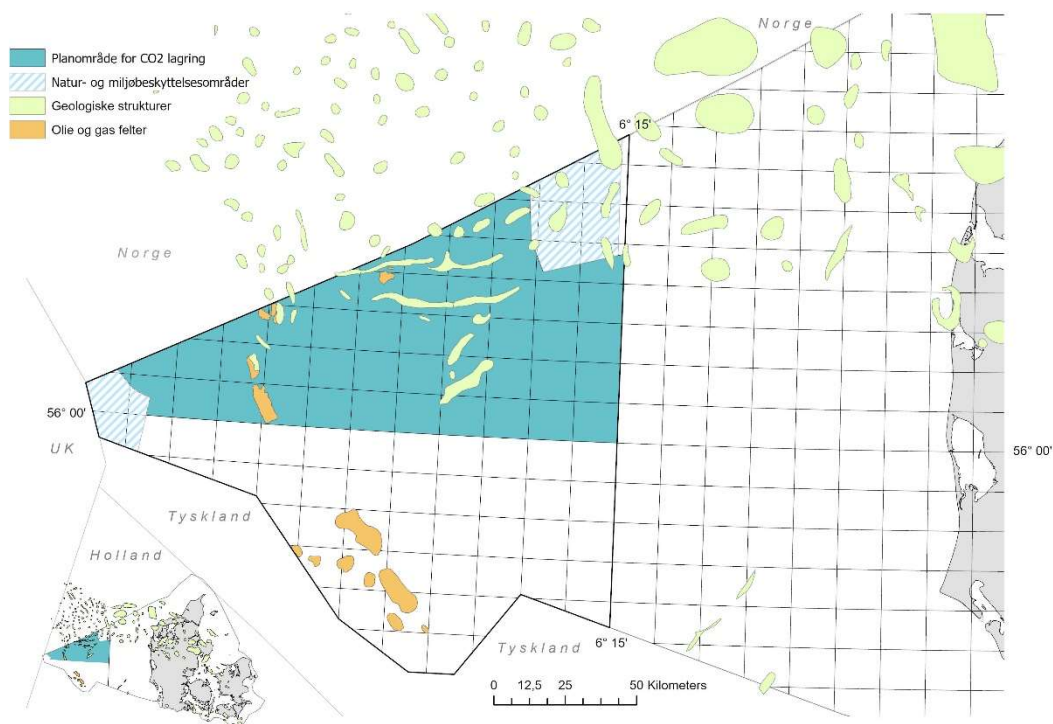 Norge
Planområde for CO2 lagring
Natur- og miljøbeskyttelsesområder
Geologiske strukturer
Olie og gas felter
6° 15'
Norge
56° 00'
UK
56° 00'
Tyskland
Holland
6° 15'
Tyskland
0 12,5 25 50 Kilometers